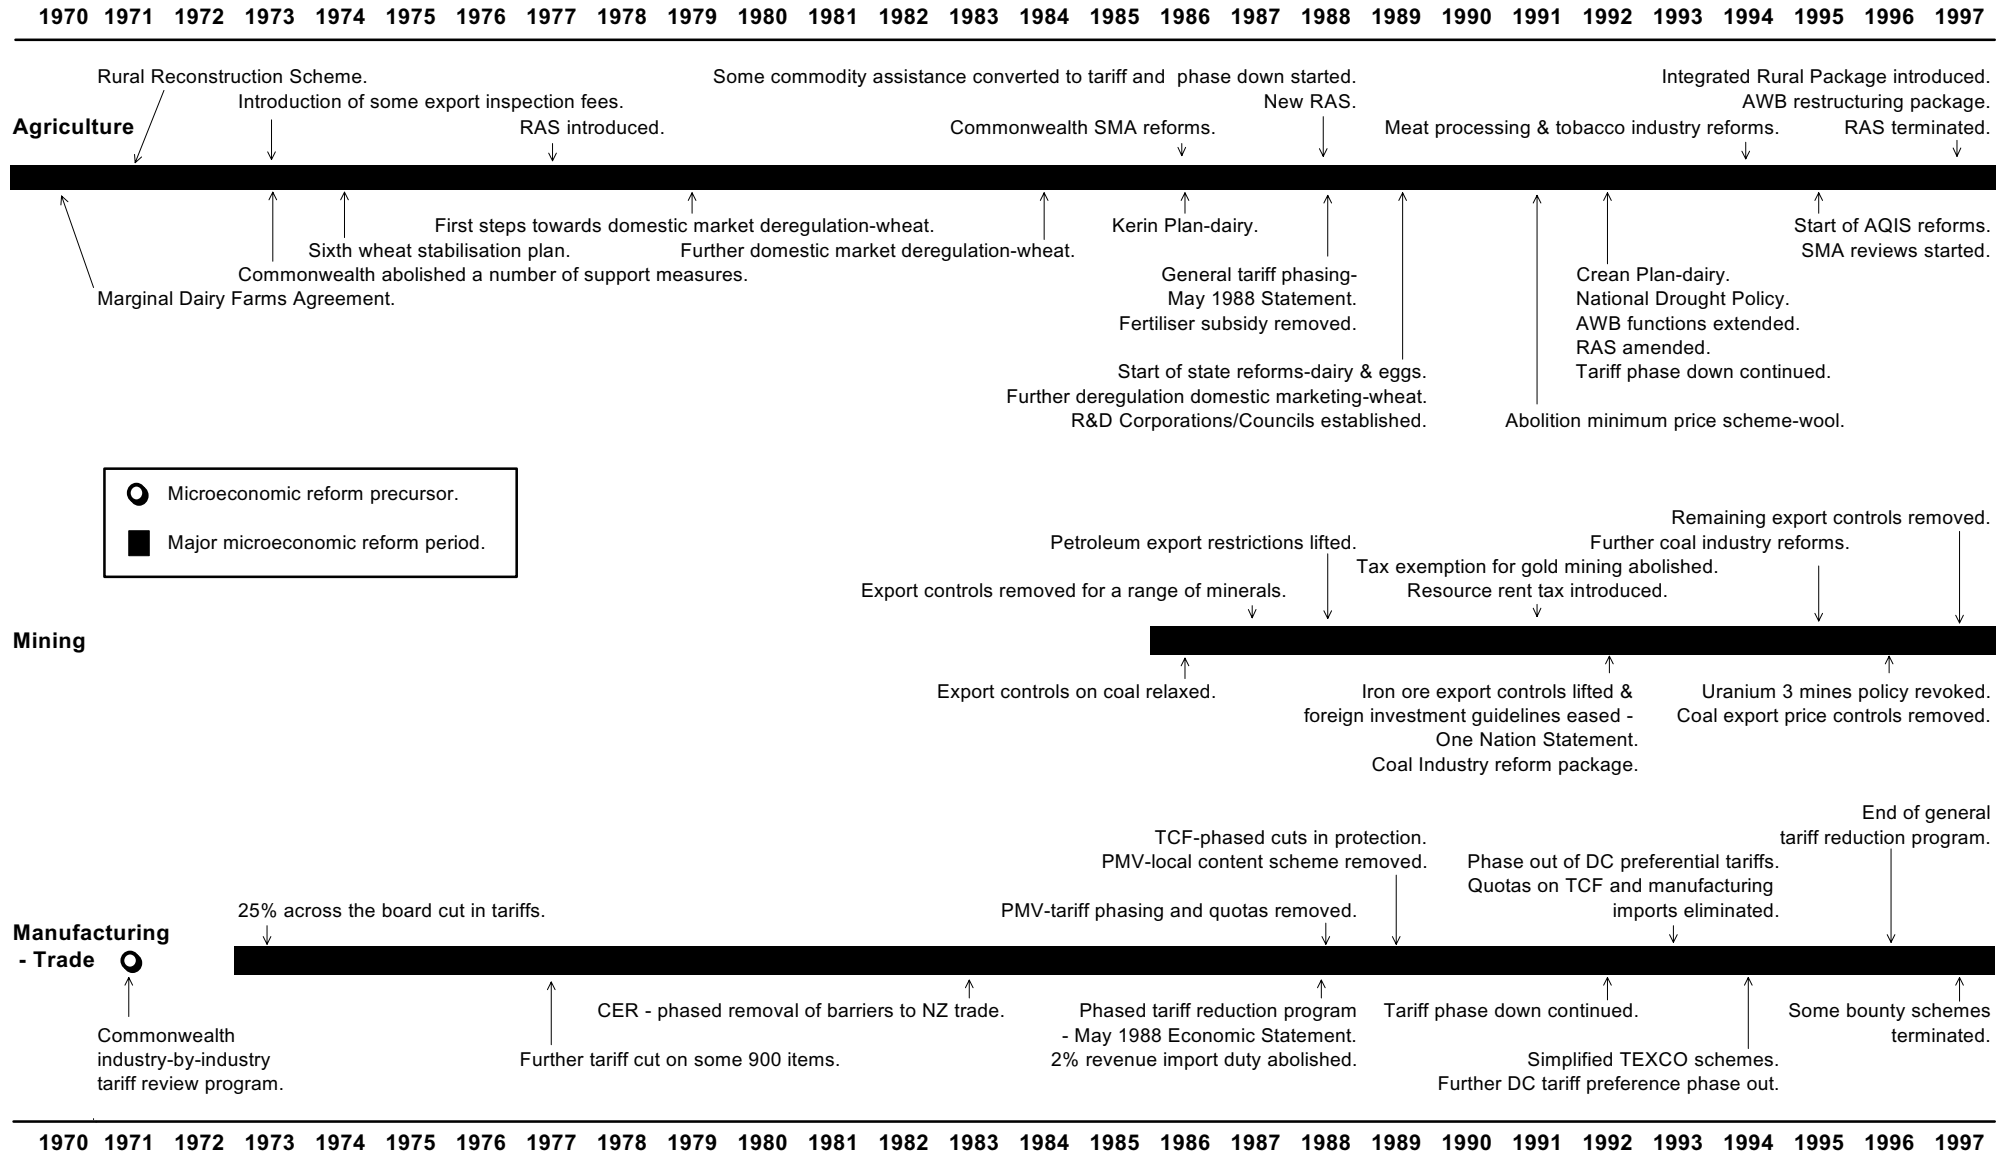 1970 1971 1972 1973 1974 1975 1976 1977 1978 1979 1980 1981 1982 1983 1984 1985 1986 1987 1988 1989 1990 1991 1992 1993 1994 1995 1996 1997
Rural Reconstruction Scheme.
Some commodity assistance converted to tariff and phase down started.
Integrated Rural Package introduced.
Introduction of some export inspection fees.
New RAS.
AWB restructuring package.
Agriculture
RAS introduced.
Commonwealth SMA reforms.
Meat processing & tobacco industry reforms.
RAS terminated.
First steps towards domestic market deregulation-wheat.
Kerin Plan-dairy.
Start of AQIS reforms.
Sixth wheat stabilisation plan.
Further domestic market deregulation-wheat.
SMA reviews started.
Commonwealth abolished a number of support measures.
Marginal Dairy Farms Agreement.
General tariff phasing-
May 1988 Statement.
Fertiliser subsidy removed.
Crean Plan-dairy.
National Drought Policy.
AWB functions extended.
RAS amended.
Tariff phase down continued.
Start of state reforms-dairy & eggs.
Further deregulation domestic marketing-wheat.
R&D Corporations/Councils established.
Abolition minimum price scheme-wool.
Microeconomic reform precursor.
Major microeconomic reform period.
Remaining export controls removed.
Petroleum export restrictions lifted.
Further coal industry reforms.
Tax exemption for gold mining abolished.
Export controls removed for a range of minerals.
Resource rent tax introduced.
Mining
Export controls on coal relaxed.
Iron ore export controls lifted &
foreign investment guidelines eased -
One Nation Statement.
Coal Industry reform package.
Uranium 3 mines policy revoked.
Coal export price controls removed.
End of general
tariff reduction program.
TCF-phased cuts in protection.
PMV-local content scheme removed.
Phase out of DC preferential tariffs.
Quotas on TCF and manufacturing
imports eliminated.
25% across the board cut in tariffs.
PMV-tariff phasing and quotas removed.
Manufacturing
- Trade
CER - phased removal of barriers to NZ trade.
Phased tariff reduction program
- May 1988 Economic Statement.
2% revenue import duty abolished.
Tariff phase down continued.
Some bounty schemes
terminated.
Commonwealth
industry-by-industry
tariff review program.
Further tariff cut on some 900 items.
Simplified TEXCO schemes.
Further DC tariff preference phase out.
1970 1971 1972 1973 1974 1975 1976 1977 1978 1979 1980 1981 1982 1983 1984 1985 1986 1987 1988 1989 1990 1991 1992 1993 1994 1995 1996 1997